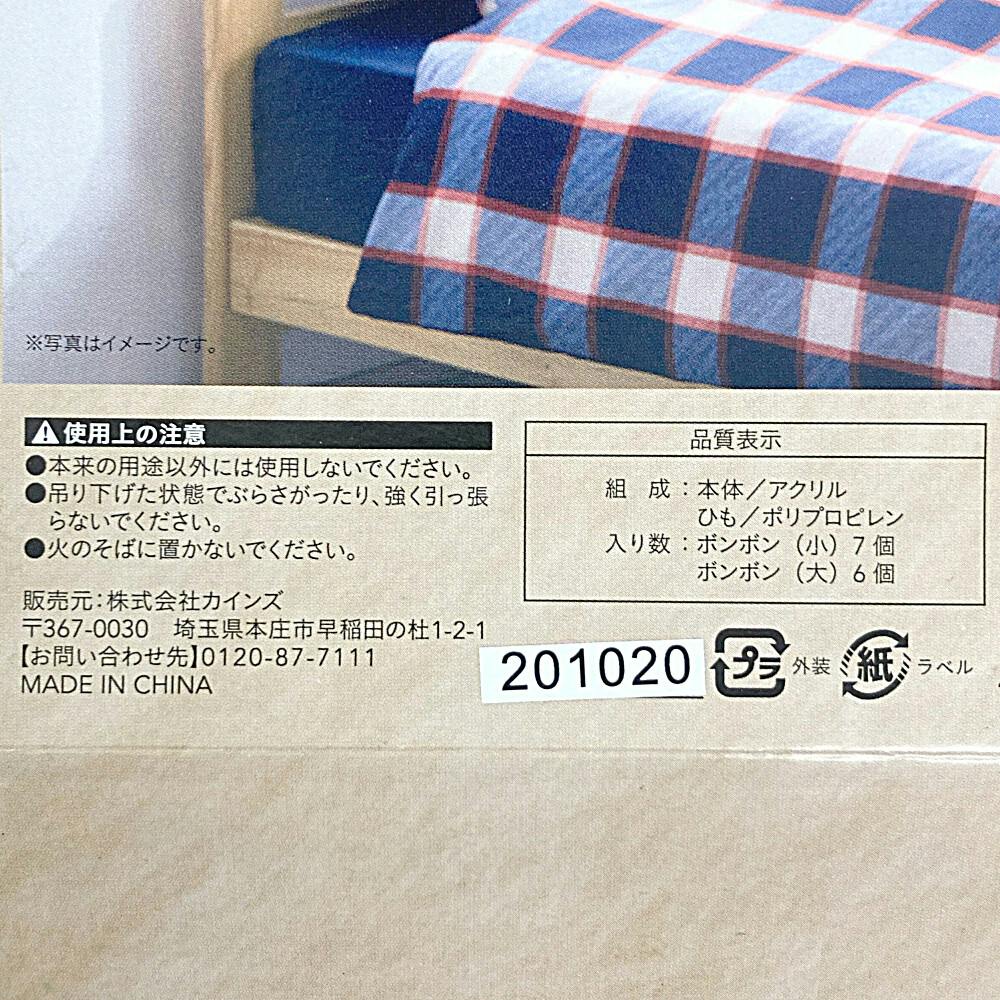 ※写真はイメージです。
使用上の注意
●本来の用途以外には使用しないでください。
●吊り下げた状態でぶらさがったり、強く引っ張
らないでください。
●火のそばに置かないでください。
販売元：株式会社カインズ
〒367-0030　埼玉県本庄市早稲田の杜1-2-1
【お問い合わせ先】0120-87-7111
MADE IN CHINA
品質表示
組　成：本体／アクリル
ひも／ポリプロピレン
入り数：ボンボン（小）7個
ボンボン（大）6個
201020
プラ 外装 紙 ラベル